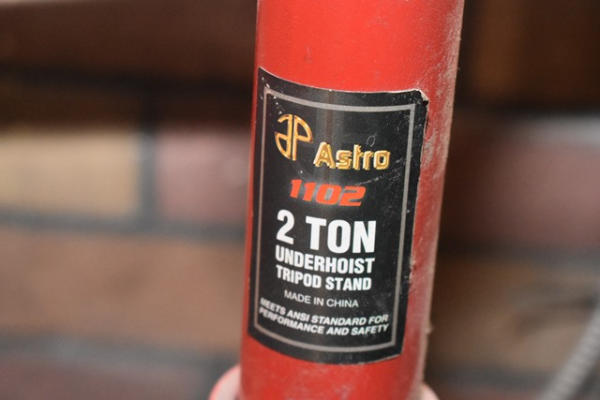 AP Astro
1102
2 TON
UNDERHOIST
TRIPOD STAND
MADE IN CHINA
MEETS ANSI STANDARD FOR
PERFORMANCE AND SAFETY